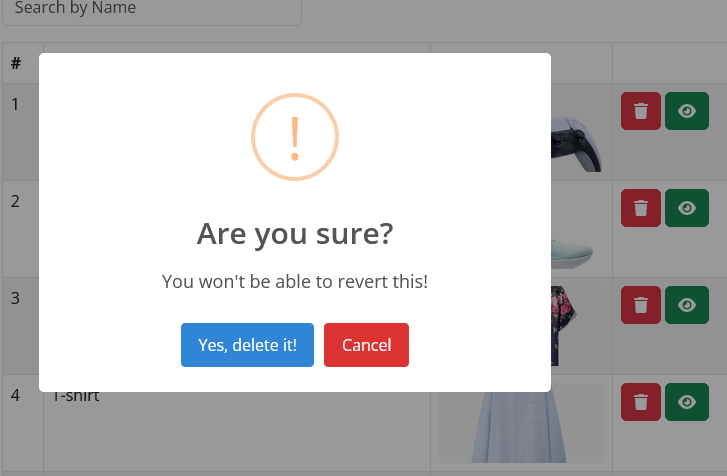 Search by Name
#
1
!
Are you sure?
2
You won't be able to revert this!
3
Yes, delete it!
Cancel
4
T-shirt